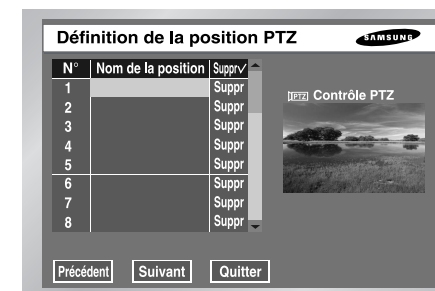 Définition de la position PTZ
SAMSUNG
N° Nom de la position Suppr✓
1 Suppr
2 Suppr
3 Suppr
4 Suppr
5 Suppr
6 Suppr
7 Suppr
8 Suppr
PTZ Contrôle PTZ
Précédent Suivant Quitter